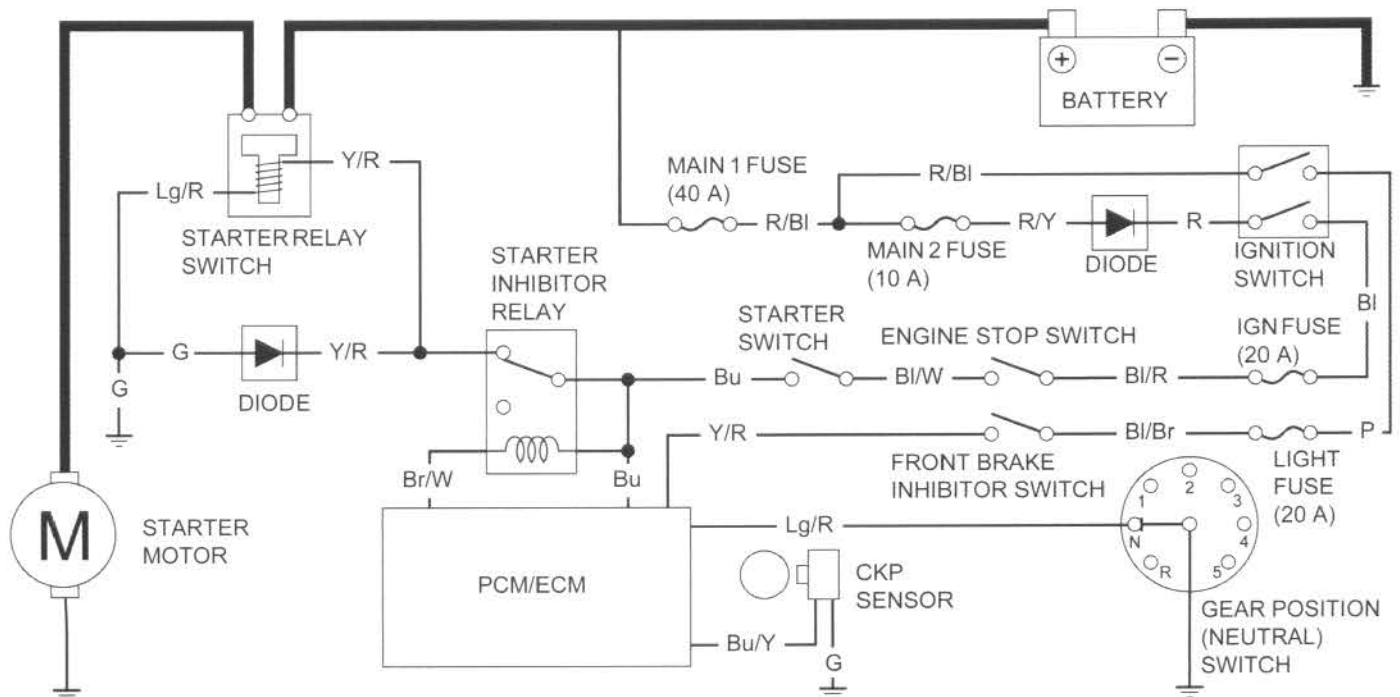 +
−
BATTERY
Y/R
Lg/R
STARTER RELAY
SWITCH
MAIN 1 FUSE
(40 A)
R/Bl
R/Bl
MAIN 2 FUSE
(10 A)
R/Y
DIODE
R
IGNITION
SWITCH
Bl
STARTER
INHIBITOR
RELAY
G
Y/R
DIODE
G
STARTER
SWITCH
ENGINE STOP SWITCH
IGN FUSE
(20 A)
Bu
Bl/W
Bl/R
Y/R
Bl/Br
P
FRONT BRAKE
INHIBITOR SWITCH
LIGHT
FUSE
(20 A)
Br/W
Bu
M
STARTER
MOTOR
PCM/ECM
Lg/R
CKP
SENSOR
Bu/Y
G
1
2
3
4
5
N
R
GEAR POSITION
(NEUTRAL)
SWITCH